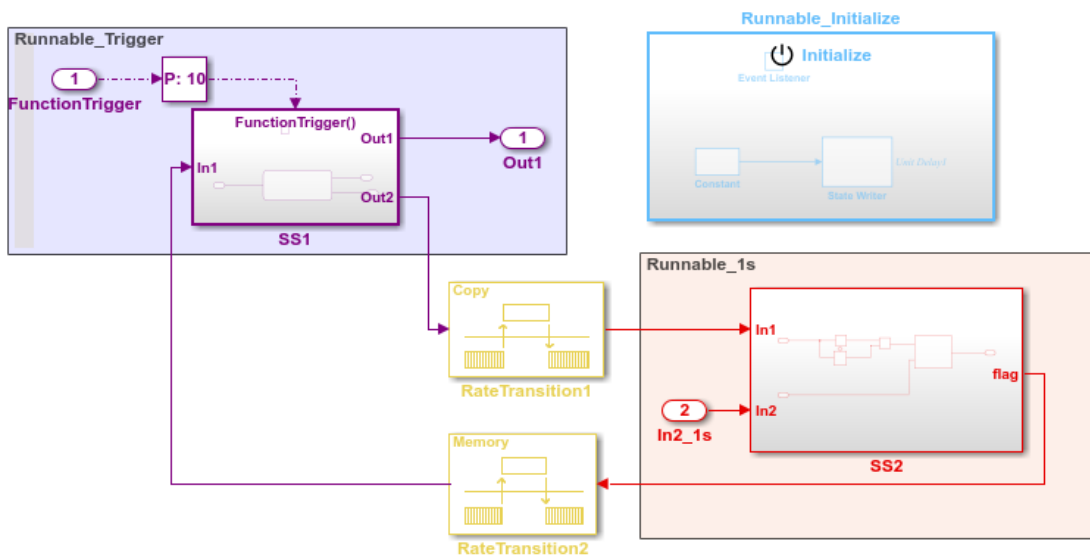 Runnable_Trigger
1
FunctionTrigger
P: 10
FunctionTrigger()
In1
Out1
Out2
SS1
1
Out1
Runnable_Initialize
Initialize
Event Listener
Constant
Unit Delay1
State Writer
Copy
RateTransition1
Memory
RateTransition2
Runnable_1s
In1
In2
flag
SS2
2
In2_1s